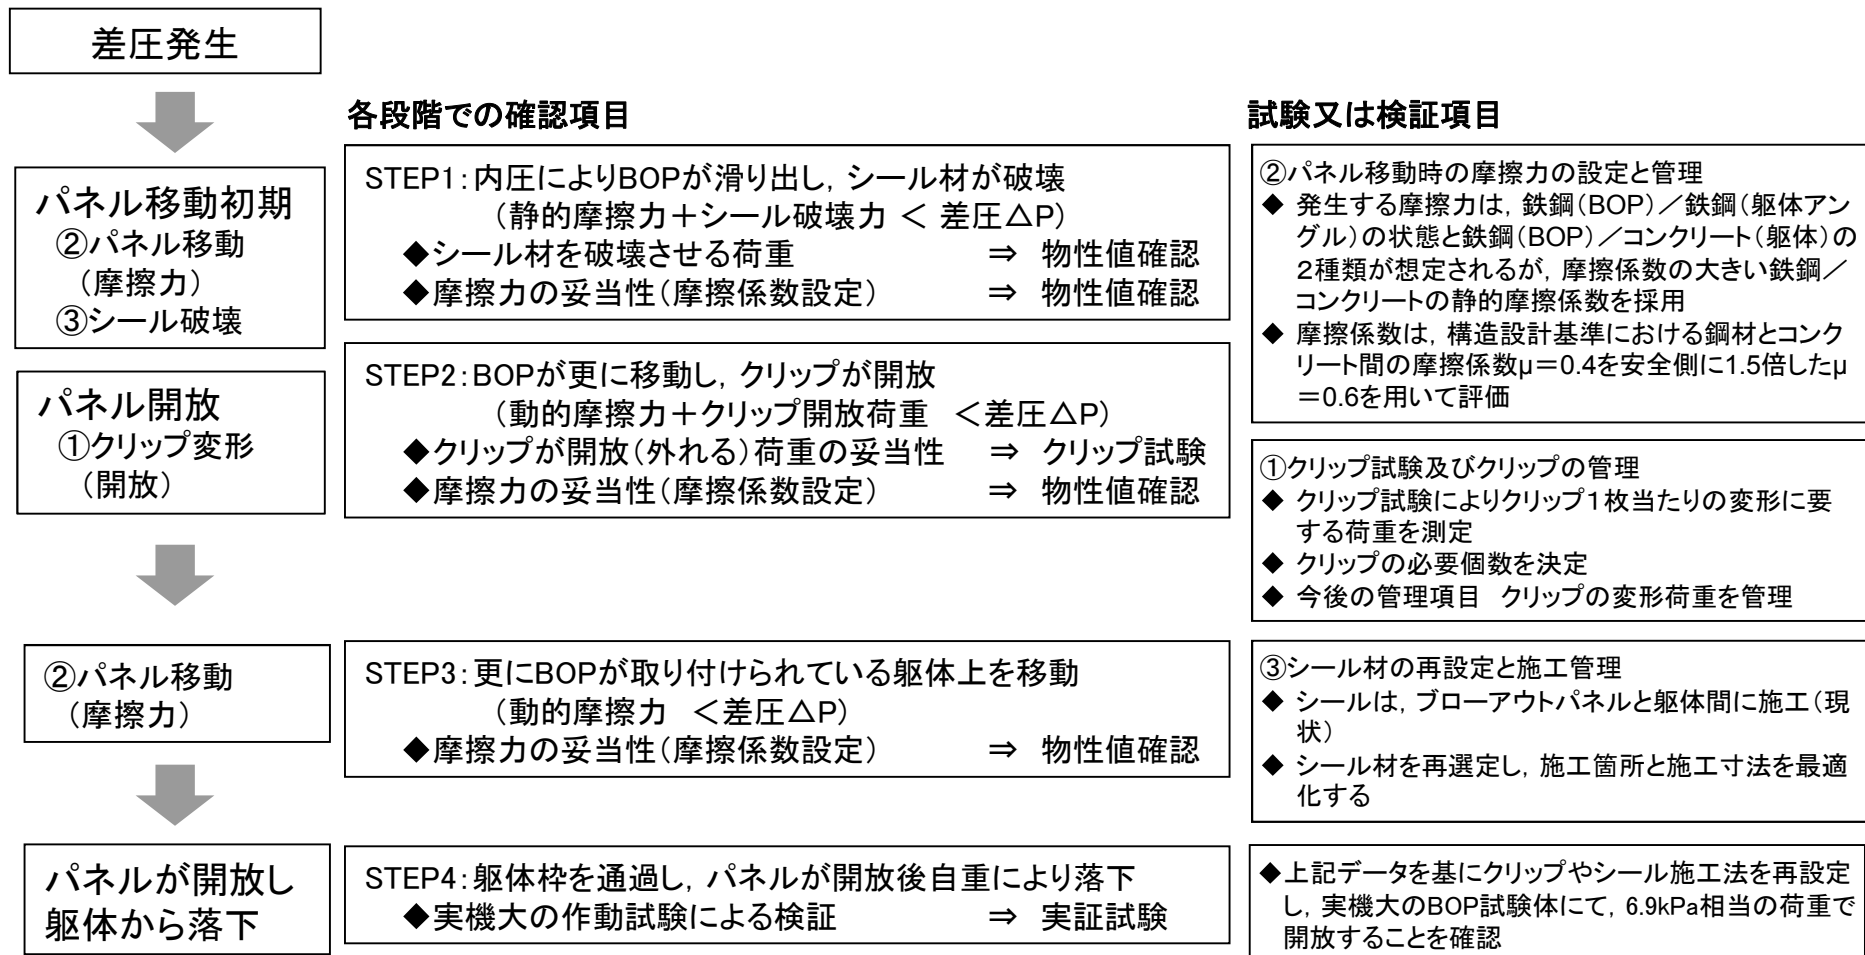 差圧発生
パネル移動初期
②パネル移動
（摩擦力）
③シール破壊
パネル開放
①クリップ変形
（開放）
②パネル移動
（摩擦力）
パネルが開放し
躯体から落下
各段階での確認項目
STEP1：内圧によりBOPが滑り出し，シール材が破壊
（静的摩擦力＋シール破壊力 ＜ 差圧△P）
◆シール材を破壊させる荷重 ⇒ 物性値確認
◆摩擦力の妥当性（摩擦係数設定） ⇒ 物性値確認
STEP2：BOPが更に移動し，クリップが開放
（動的摩擦力＋クリップ開放荷重 ＜差圧△P）
◆クリップが開放（外れる）荷重の妥当性 ⇒ クリップ試験
◆摩擦力の妥当性（摩擦係数設定） ⇒ 物性値確認
STEP3：更にBOPが取り付けられている躯体上を移動
（動的摩擦力 ＜差圧△P）
◆摩擦力の妥当性（摩擦係数設定） ⇒ 物性値確認
STEP4：躯体枠を通過し，パネルが開放後自重により落下
◆実機大の作動試験による検証 ⇒ 実証試験
試験又は検証項目
②パネル移動時の摩擦力の設定と管理
◆ 発生する摩擦力は，鉄鋼（BOP）／鉄鋼（躯体アン
グル）の状態と鉄鋼（BOP）／コンクリート（躯体）の
２種類が想定されるが，摩擦係数の大きい鉄鋼／
コンクリートの静的摩擦係数を採用
◆ 摩擦係数は，構造設計基準における鋼材とコンク
リート間の摩擦係数μ＝0.4を安全側に1.5倍したμ
＝0.6を用いて評価
①クリップ試験及びクリップの管理
◆ クリップ試験によりクリップ１枚当たりの変形に要
する荷重を測定
◆ クリップの必要個数を決定
◆ 今後の管理項目 クリップの変形荷重を管理
③シール材の再設定と施工管理
◆ シールは，ブローアウトパネルと躯体間に施工（現
状）
◆ シール材を再選定し，施工箇所と施工寸法を最適
化する
◆上記データを基にクリップやシール施工法を再設定
し，実機大のBOP試験体にて，6.9kPa相当の荷重で
開放することを確認